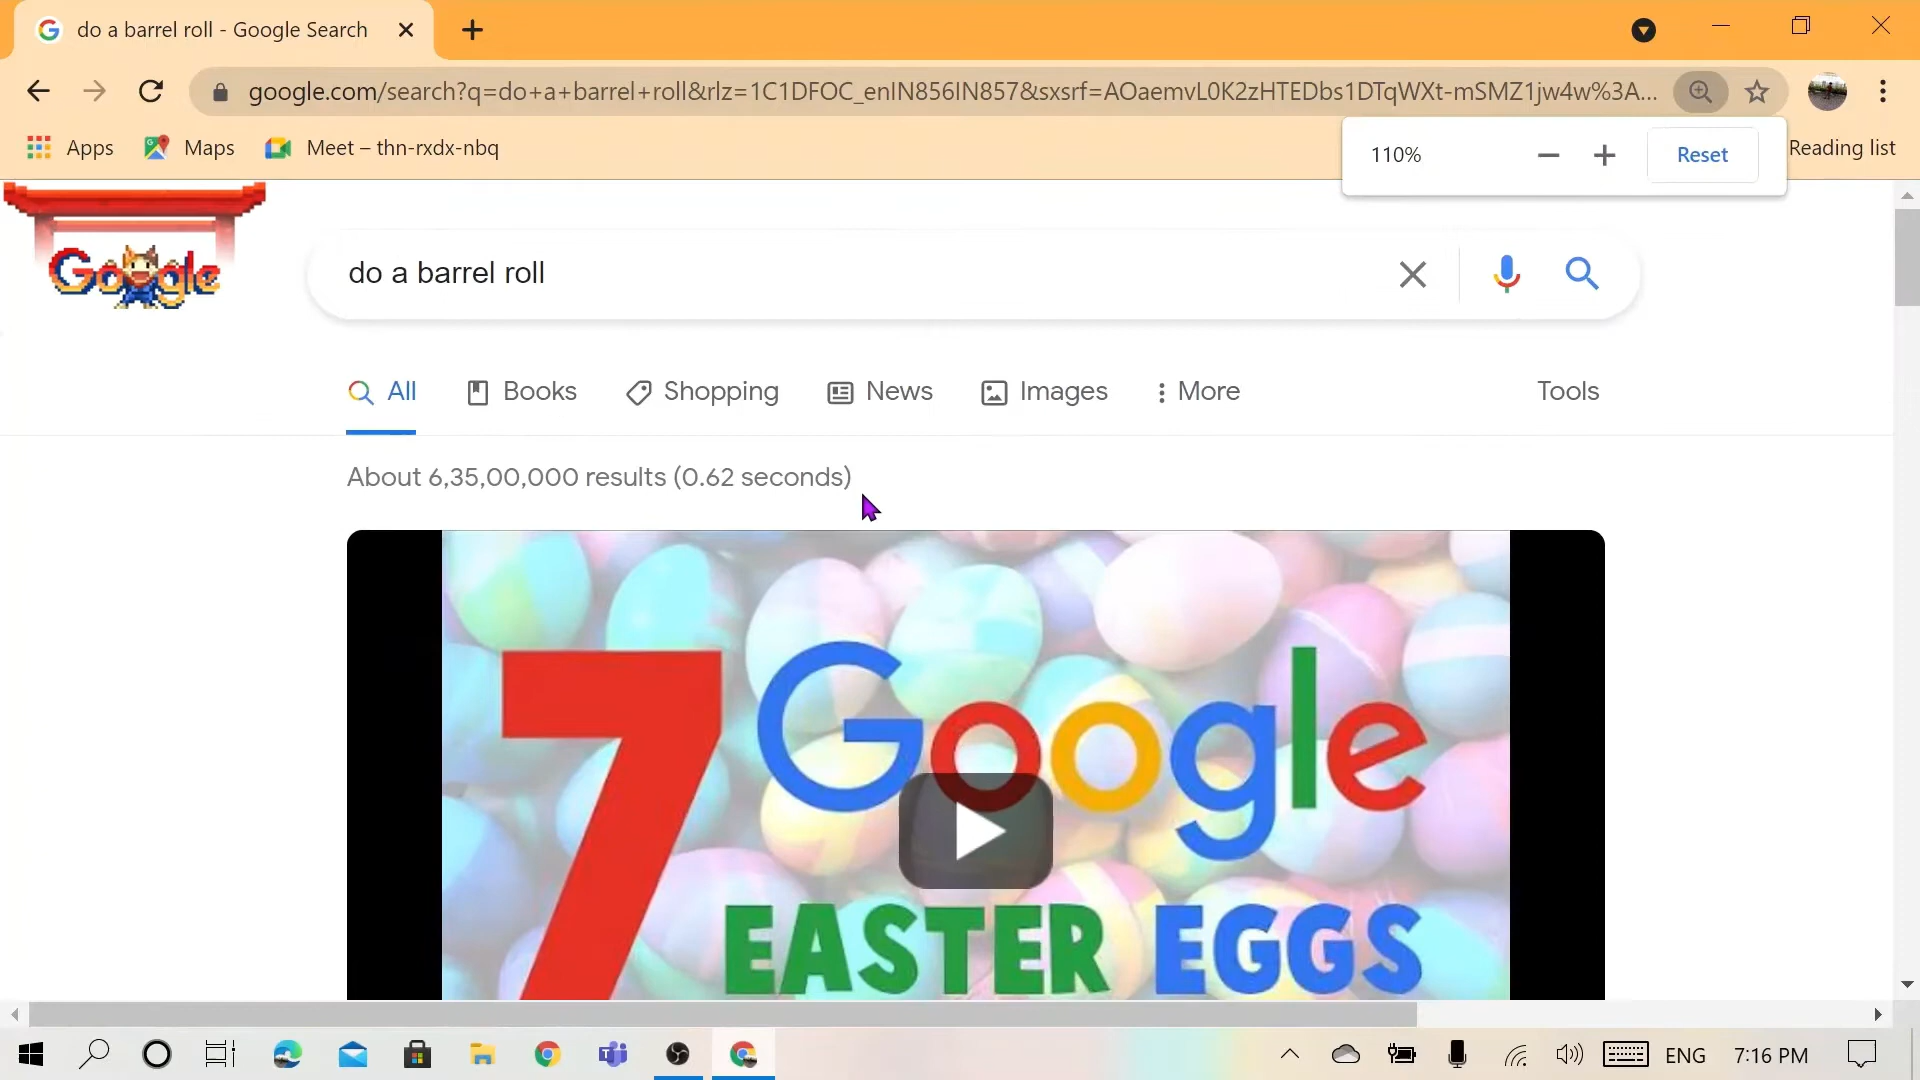 do a barrel roll - Google Search
google.com/search?q=do+a+barrel+roll&rlz=1C1DFOC_enIN856IN857&sxsrf=AOaemvL0K2zHTEDbs1DTqWXt-mSMZ1jw4w%3A...
Apps Maps Meet – thn-rxdx-nbq Reading list
110% Reset
Google
do a barrel roll
All Books Shopping News Images More Tools
About 6,35,00,000 results (0.62 seconds)
7 Google
EASTER EGGS
ENG 7:16 PM